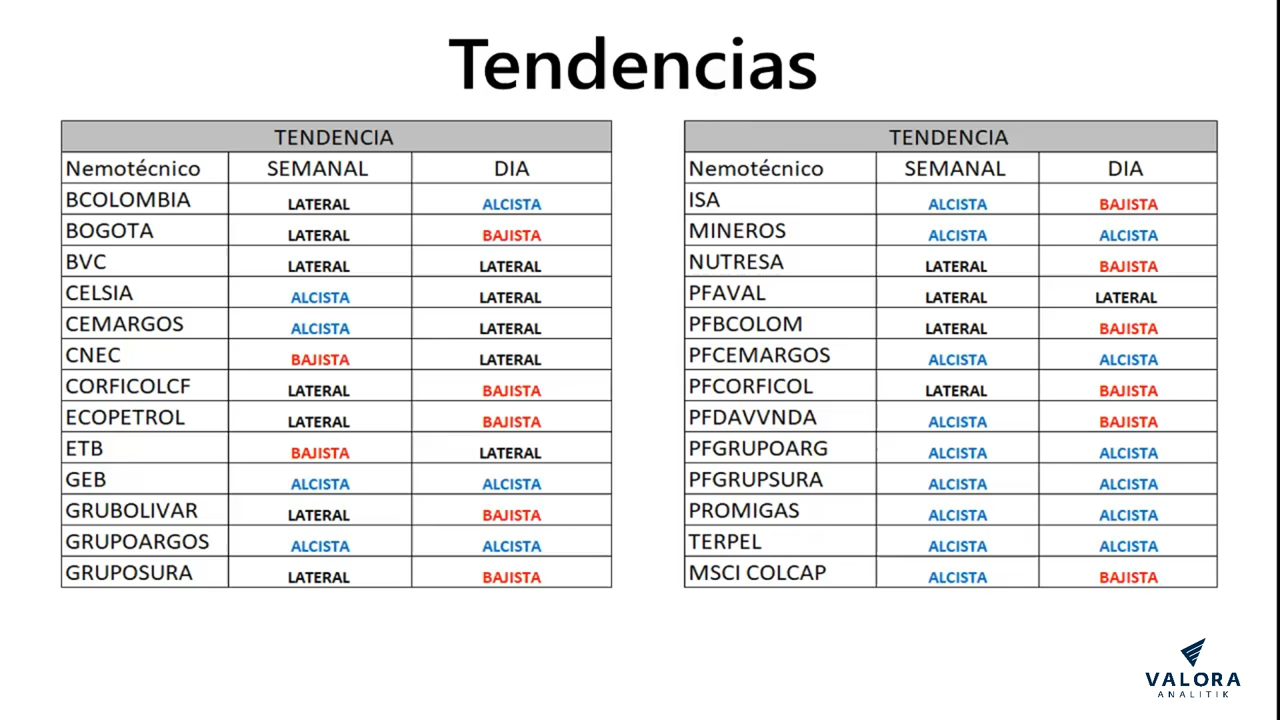 Tendencias
TENDENCIA
Nemotécnico SEMANAL DIA
BCOLOMBIA LATERAL ALCISTA
BOGOTA LATERAL BAJISTA
BVC LATERAL LATERAL
CELSIA ALCISTA LATERAL
CEMARGOS ALCISTA LATERAL
CNEC BAJISTA LATERAL
CORFICOLCF LATERAL BAJISTA
ECOPETROL LATERAL BAJISTA
ETB BAJISTA LATERAL
GEB ALCISTA ALCISTA
GRUBOLIVAR LATERAL BAJISTA
GRUPOARGOS ALCISTA ALCISTA
GRUPOSURA LATERAL BAJISTA
TENDENCIA
Nemotécnico SEMANAL DIA
ISA ALCISTA BAJISTA
MINEROS ALCISTA ALCISTA
NUTRESA LATERAL BAJISTA
PFAVAL LATERAL LATERAL
PFBCOLOM LATERAL BAJISTA
PFCEMARGOS ALCISTA ALCISTA
PFCORFICOL LATERAL BAJISTA
PFDAVVNDA ALCISTA BAJISTA
PFGRUPOARG ALCISTA ALCISTA
PFGRUPSURA ALCISTA ALCISTA
PROMIGAS ALCISTA ALCISTA
TERPEL ALCISTA ALCISTA
MSCI COLCAP ALCISTA BAJISTA
VALORA
ANALITIK